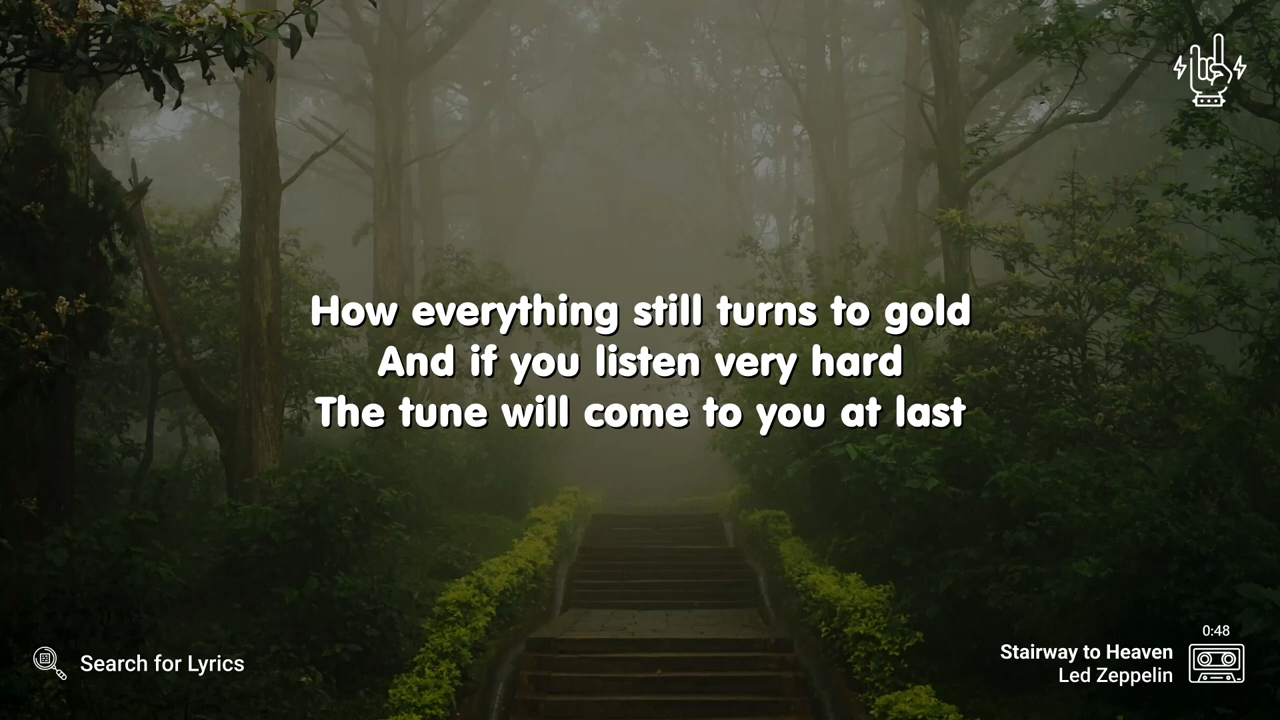 How everything still turns to gold
And if you listen very hard
The tune will come to you at last
Search for Lyrics
0:48
Stairway to Heaven
Led Zeppelin